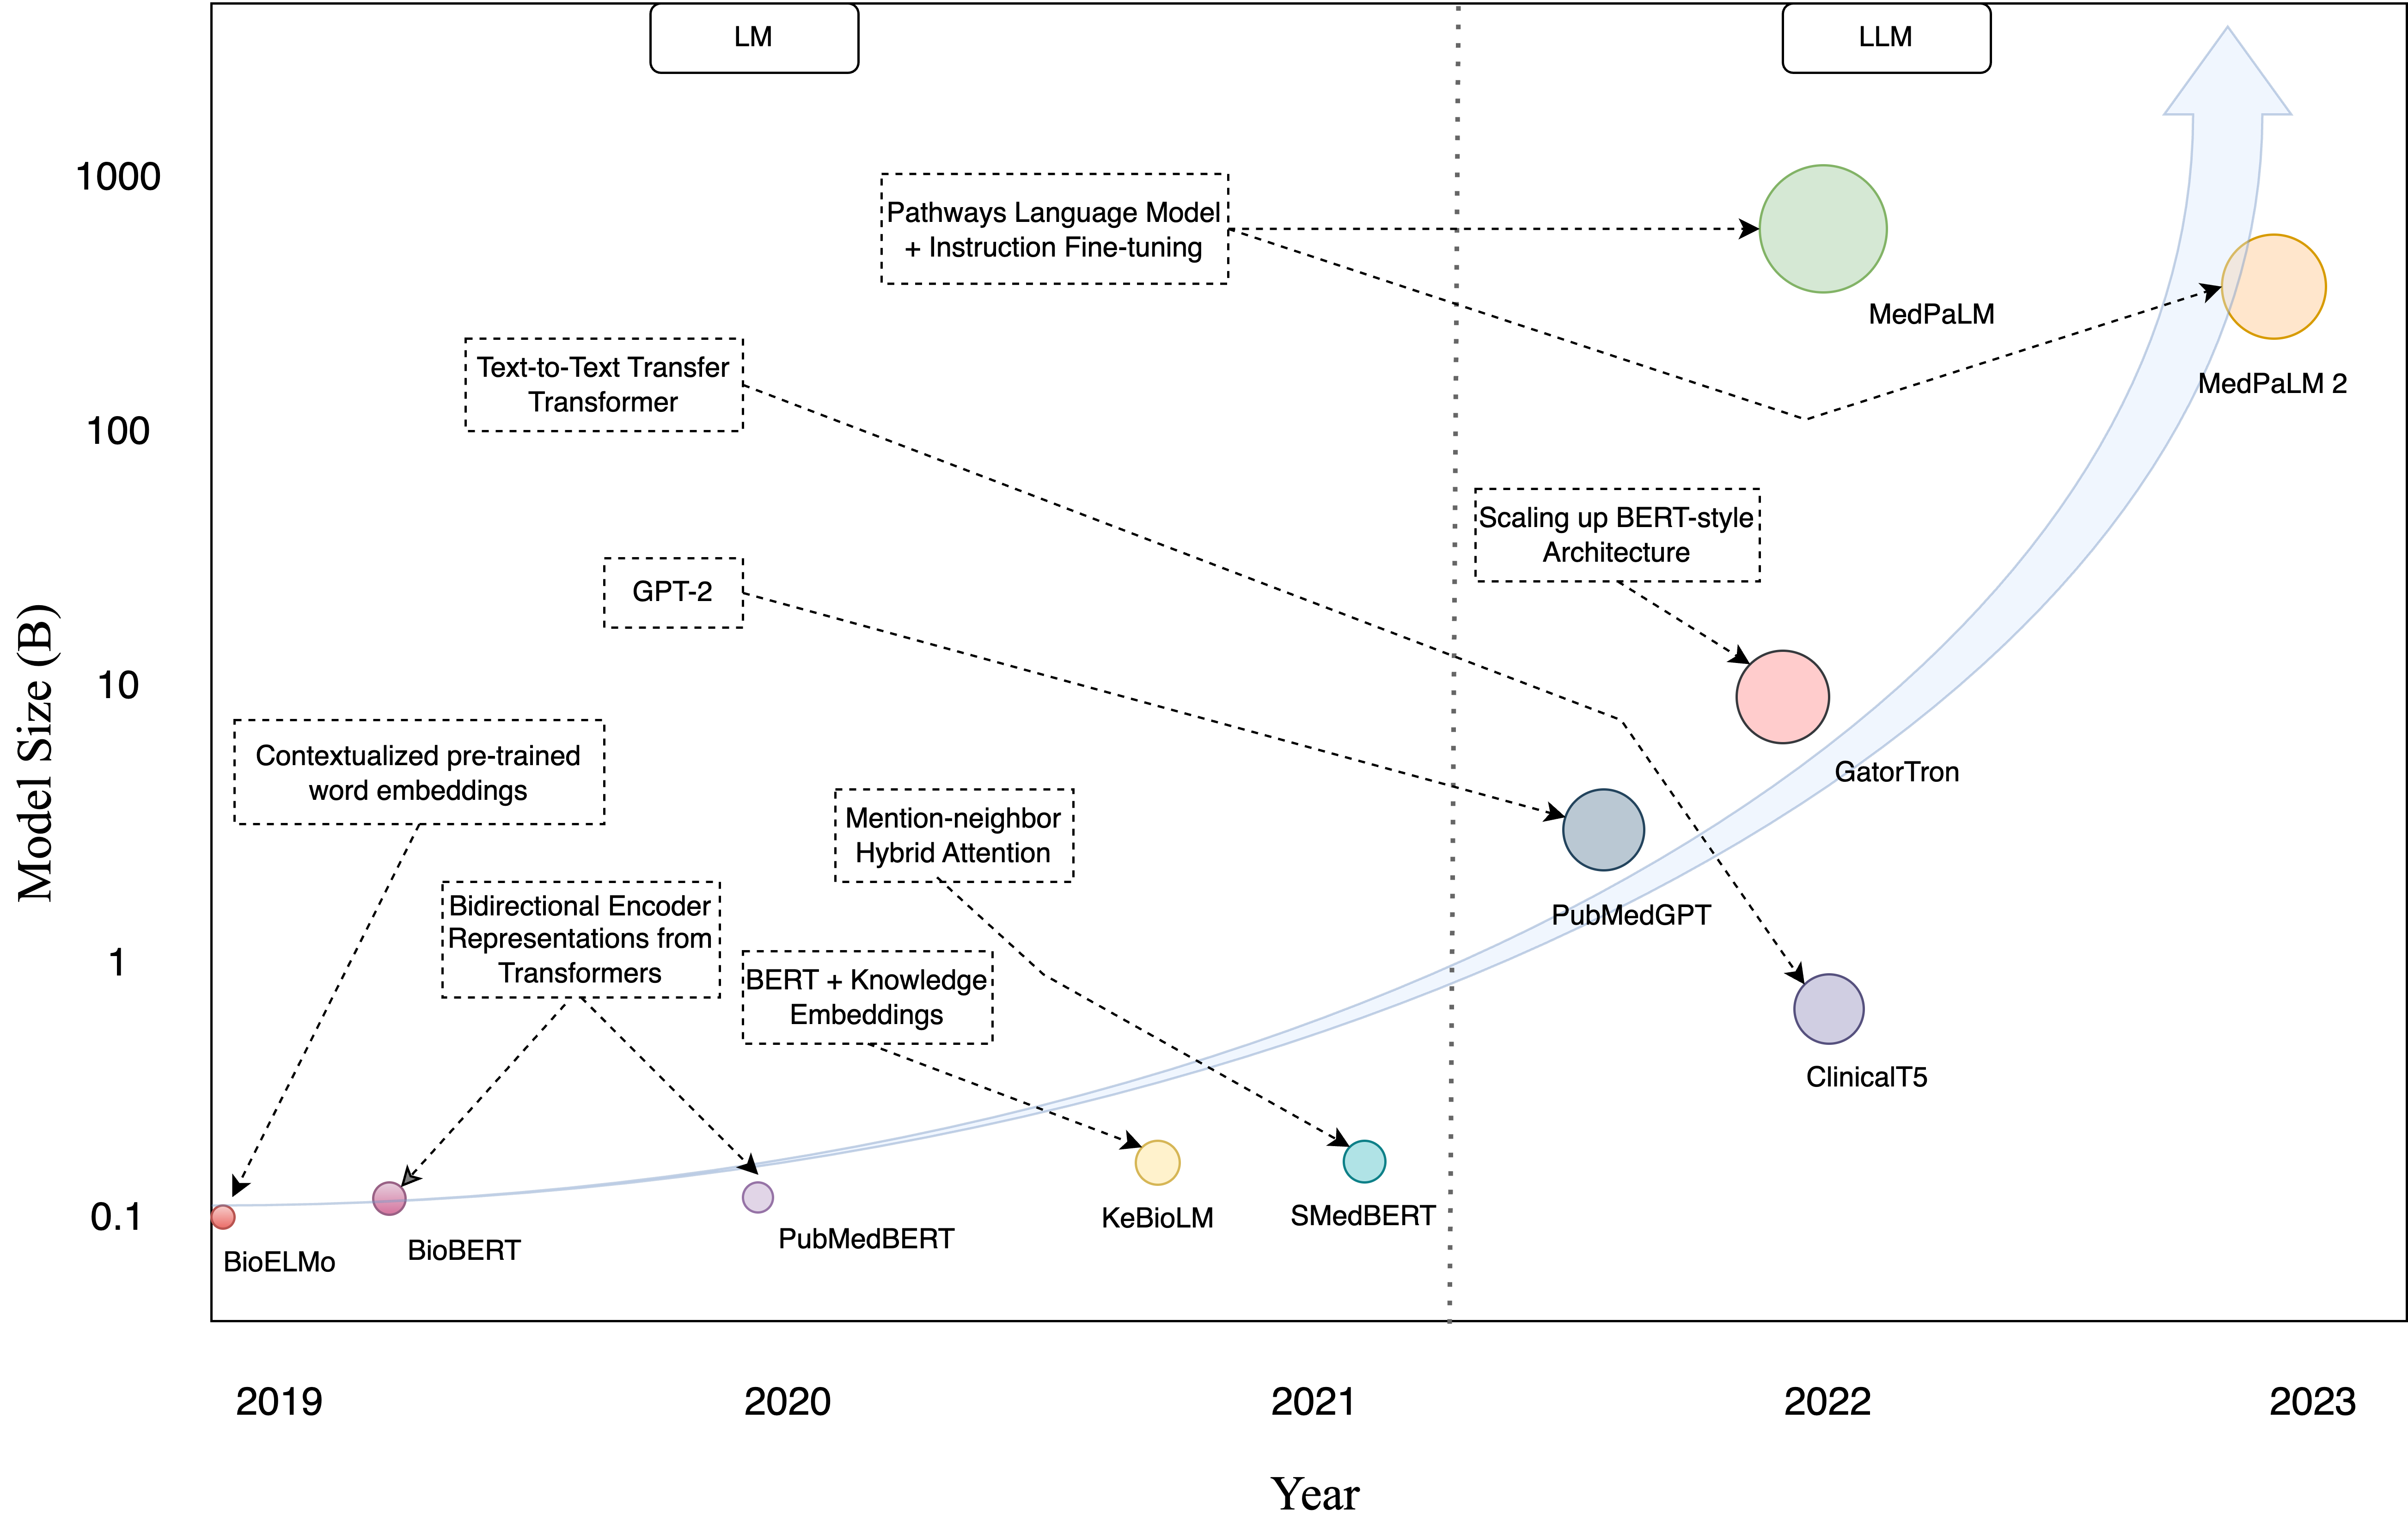 LM
LLM
1000
Pathways Language Model
+ Instruction Fine-tuning
MedPaLM
Text-to-Text Transfer
Transformer
MedPaLM 2
100
Scaling up BERT-style
Architecture
GPT-2
Model Size (B)
10
Contextualized pre-trained
word embeddings
GatorTron
Mention-neighbor
Hybrid Attention
Bidirectional Encoder
Representations from
Transformers
PubMedGPT
1
BERT + Knowledge
Embeddings
ClinicalT5
0.1
BioELMo
BioBERT
PubMedBERT
KeBioLM
SMedBERT
2019
2020
2021
2022
2023
Year